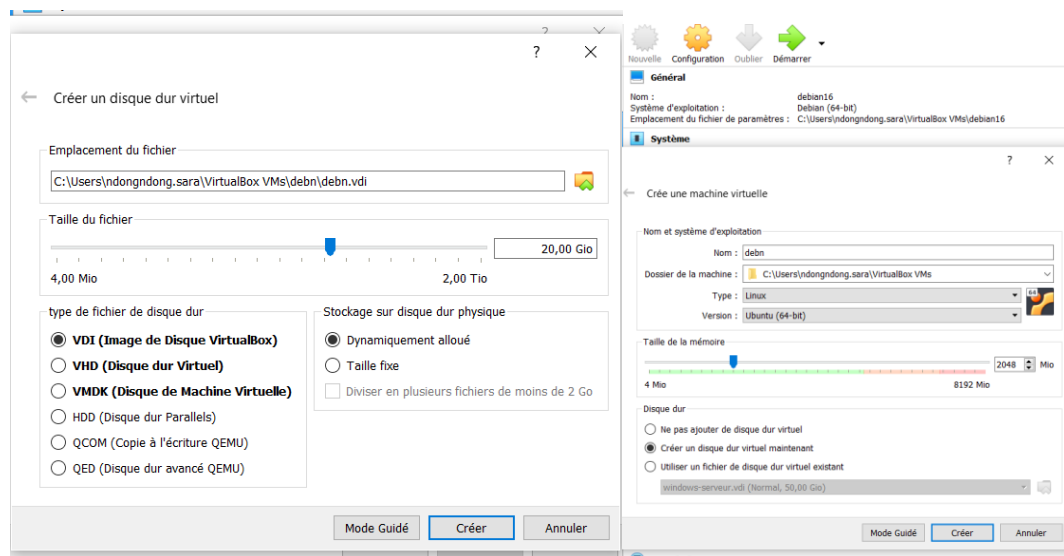 ?
?
Créer un disque dur virtuel
Emplacement du fichier
C:\Users\ndongndong.sara\VirtualBox VMs\debn\debn.vdi
Taille du fichier
20,00 Gio
4,00 Mio 2,00 Tio
type de fichier de disque dur
VDI (Image de Disque VirtualBox)
VHD (Disque dur Virtuel)
VMDK (Disque de Machine Virtuelle)
HDD (Disque dur Parallels)
QCOM (Copie à l'écriture QEMU)
QED (Disque dur avancé QEMU)
Stockage sur disque dur physique
Dynamiquement alloué
Taille fixe
Diviser en plusieurs fichiers de moins de 2 Go
Mode Guidé Créer Annuler
Nouvelle Configuration Oublier Démarrer
Général
Nom : debian16
Système d'exploitation : Debian (64-bit)
Emplacement du fichier de paramètres : C:\Users\ndongndong.sara\VirtualBox VMs\debian16
Système
?
Crée une machine virtuelle
Nom et système d'exploitation
Nom : debn
Dossier de la machine : C:\Users\ndongndong.sara\VirtualBox VMs
Type : Linux
64
Version : Ubuntu (64-bit)
Taille de la mémoire
2048 Mio
4 Mio 8192 Mio
Disque dur
Ne pas ajouter de disque dur virtuel
Créer un disque dur virtuel maintenant
Utiliser un fichier de disque dur virtuel existant
windows-serveur.vdi (Normal, 50,00 Gio)
Mode Guidé Créer Annuler